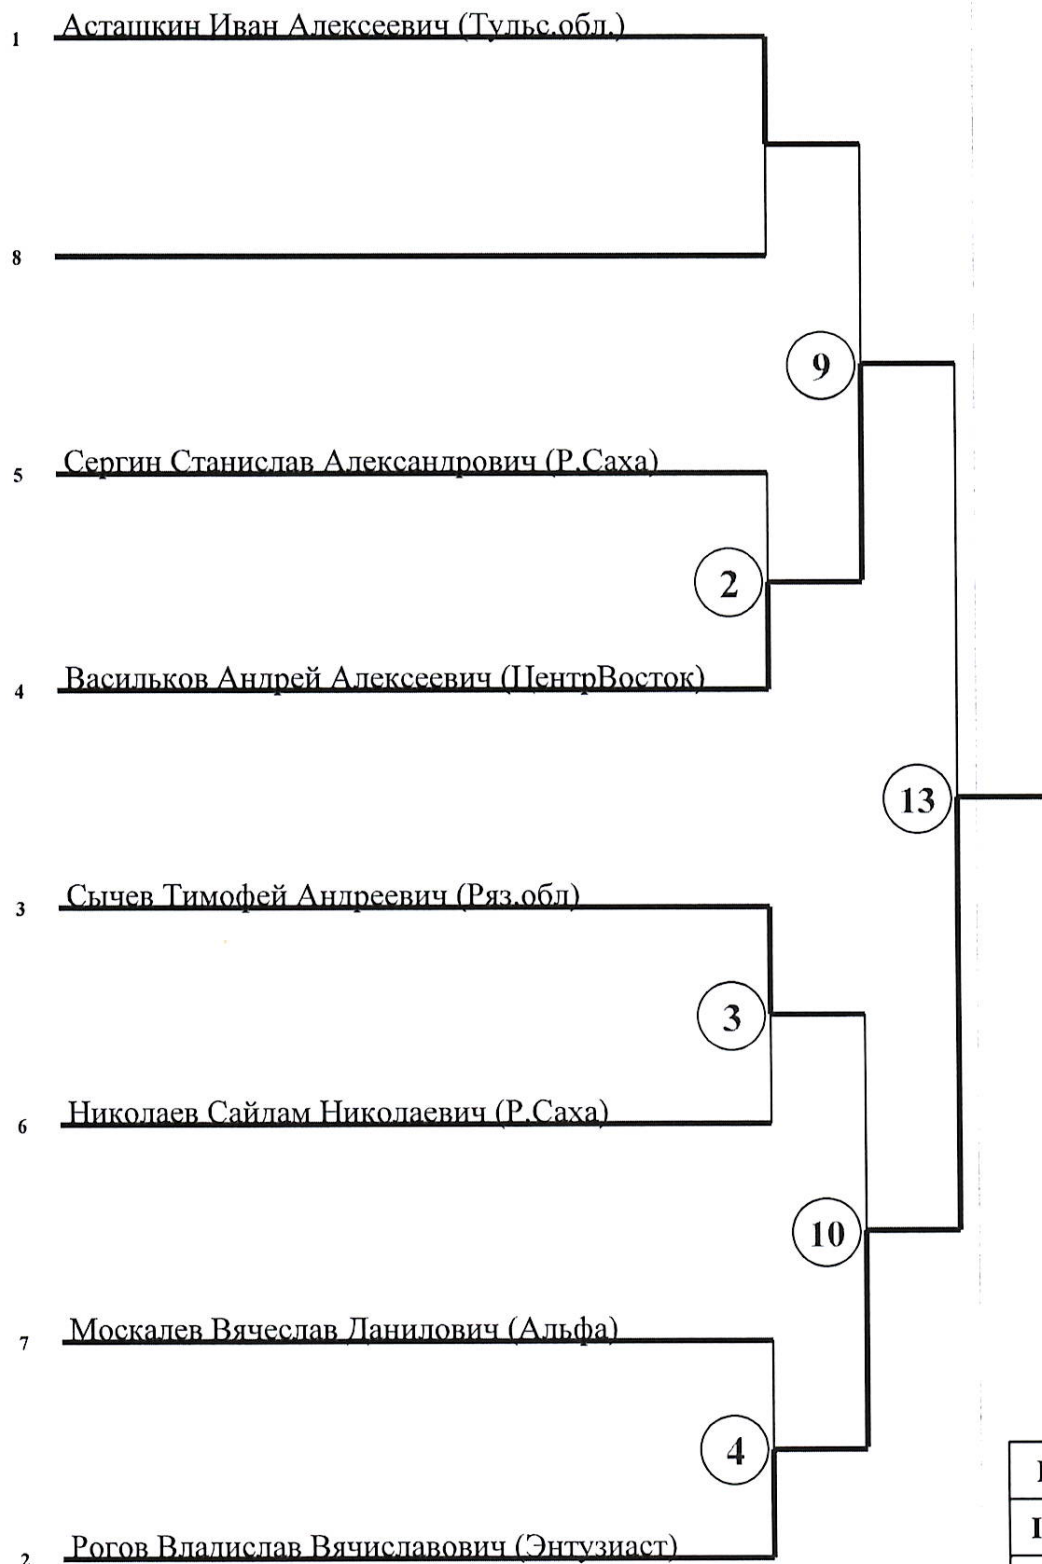 1 Асташкин Иван Алексеевич (Тульс.обл.)
8
9
5 Сергин Станислав Александрович (Р.Саха)
2
4 Васильков Андрей Алексеевич (ЦентрВосток)
13
3 Сычев Тимофей Андреевич (Ряз.обл)
3
6 Николаев Сайдам Николаевич (Р.Саха)
10
7 Москалев Вячеслав Данилович (Альфа)
4
2 Рогов Владислав Вячиславович (Энтузиаст)